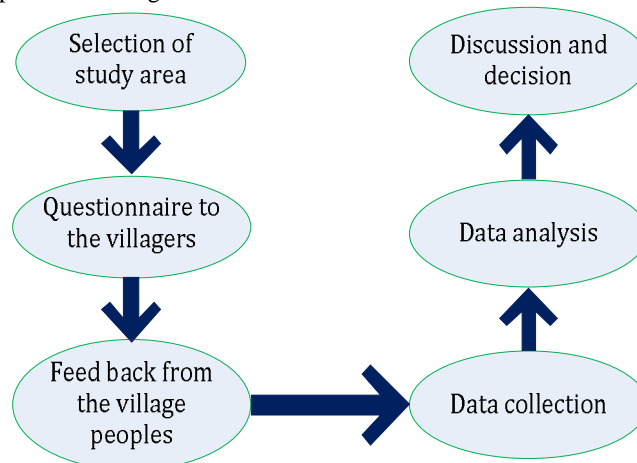 Selection of
study area
Questionnaire to
the villagers
Feed back from
the village
peoples
Data collection
Data analysis
Discussion and
decision